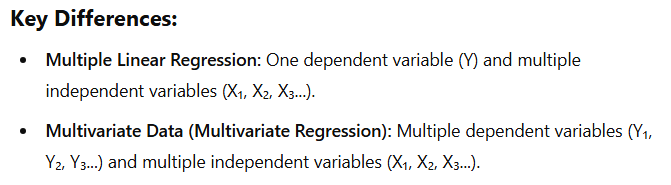 Key Differences:
• Multiple Linear Regression: One dependent variable (Y) and multiple
independent variables (X₁, X₂, X₃...).
• Multivariate Data (Multivariate Regression): Multiple dependent variables (Y₁,
Y₂, Y₃...) and multiple independent variables (X₁, X₂, X₃...).